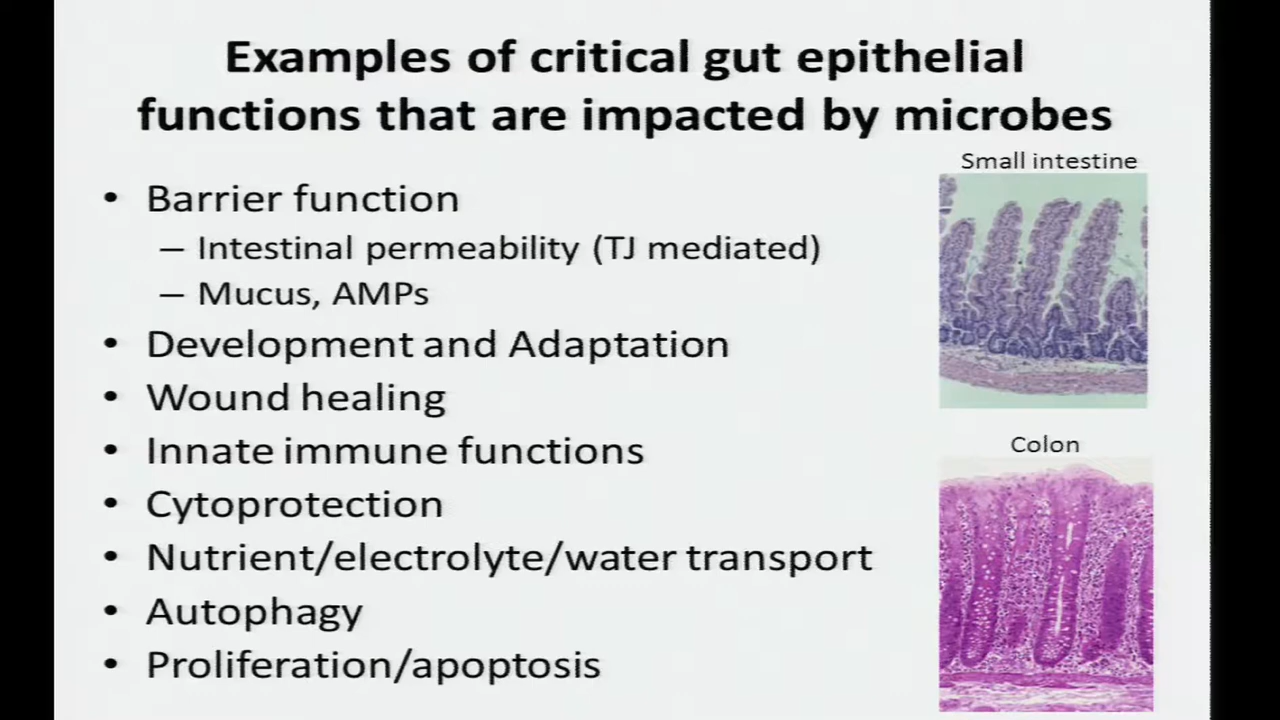 Examples of critical gut epithelial
functions that are impacted by microbes
• Barrier function
– Intestinal permeability (TJ mediated)
– Mucus, AMPs
• Development and Adaptation
• Wound healing
• Innate immune functions
• Cytoprotection
• Nutrient/electrolyte/water transport
• Autophagy
• Proliferation/apoptosis
Small intestine
Colon